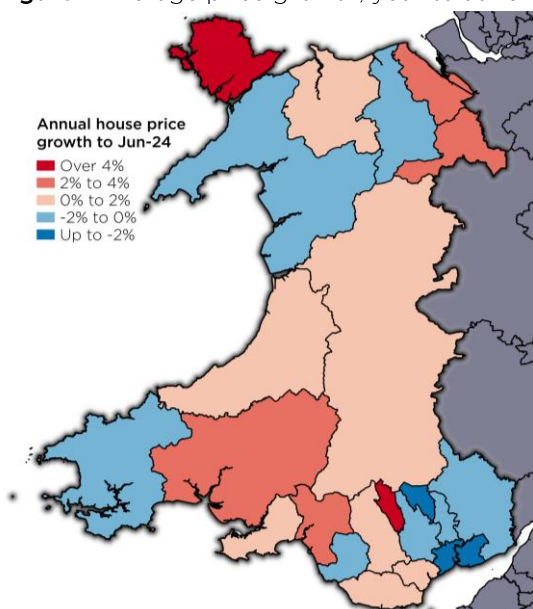 Annual house price
growth to Jun-24
Over 4%
2% to 4%
0% to 2%
-2% to 0%
Up to -2%